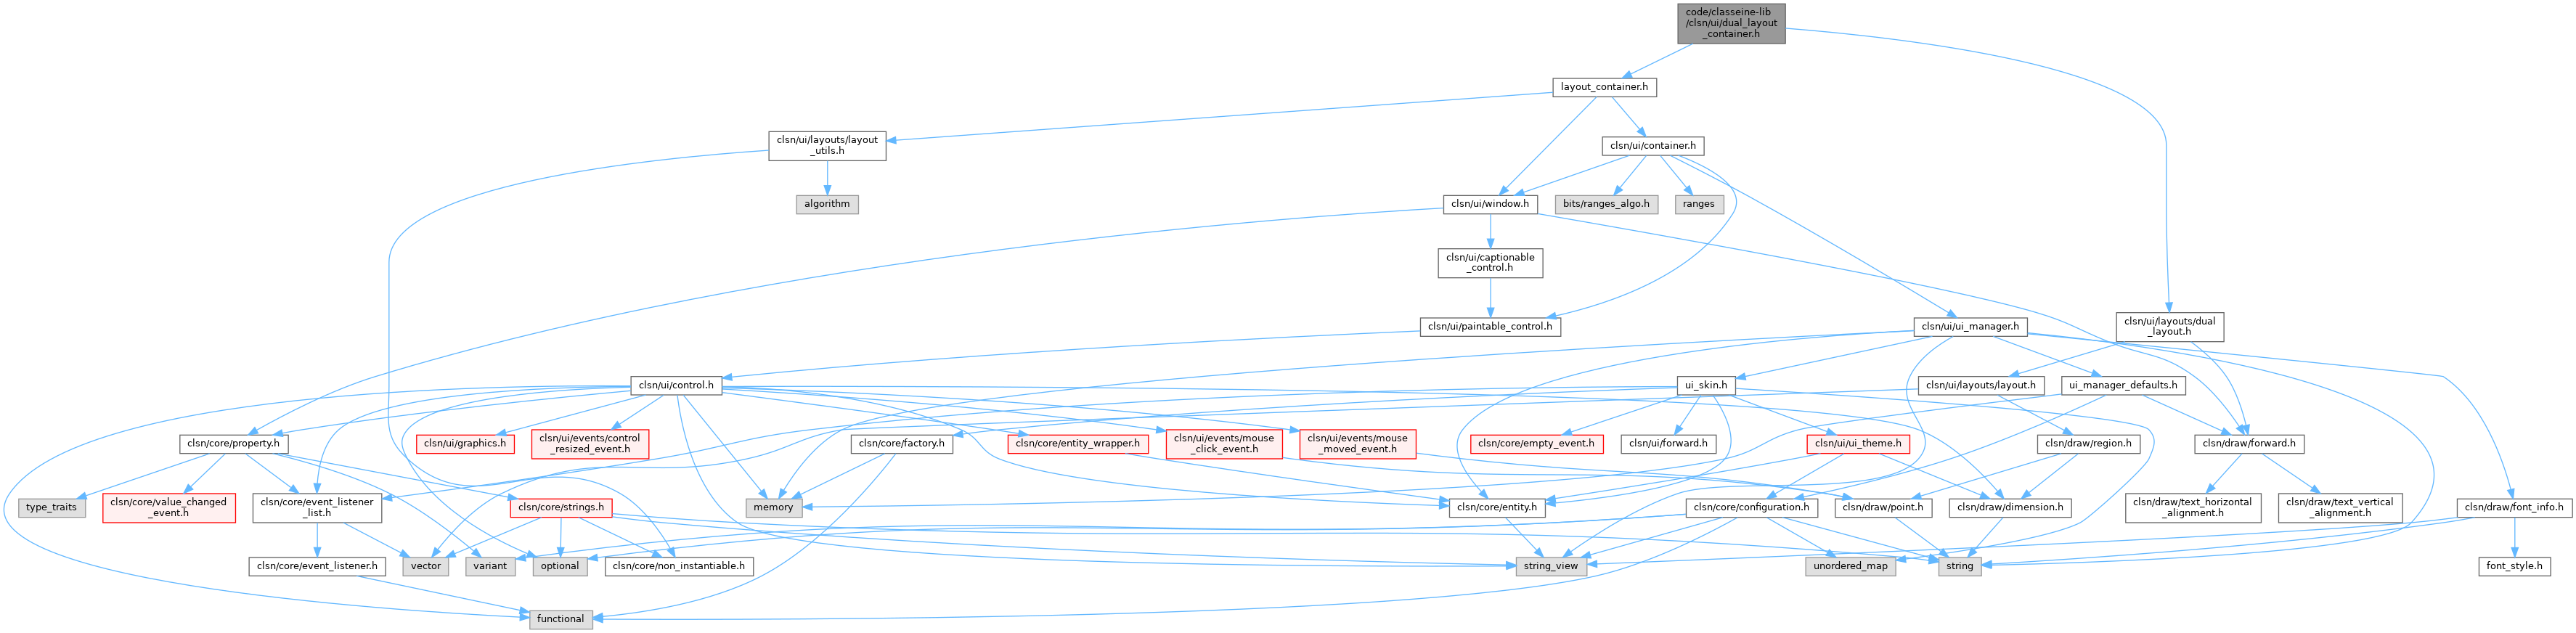 code/classeine-lib
/clsn/ui/dual_layout
_container.h
layout_container.h
clsn/ui/layouts/layout
_utils.h
clsn/ui/container.h
algorithm
clsn/ui/window.h
bits/ranges_algo.h
ranges
clsn/ui/captionable
_control.h
clsn/ui/paintable_control.h
clsn/ui/ui_manager.h
clsn/ui/layouts/dual
_layout.h
clsn/ui/control.h
ui_skin.h
clsn/ui/layouts/layout.h
ui_manager_defaults.h
clsn/core/property.h
clsn/ui/graphics.h
clsn/ui/events/control
_resized_event.h
clsn/core/factory.h
clsn/core/entity_wrapper.h
clsn/ui/events/mouse
_click_event.h
clsn/ui/events/mouse
_moved_event.h
clsn/core/empty_event.h
clsn/ui/forward.h
clsn/ui/ui_theme.h
clsn/draw/region.h
clsn/draw/forward.h
type_traits
clsn/core/value_changed
_event.h
clsn/core/event_listener
_list.h
clsn/core/strings.h
memory
clsn/core/entity.h
clsn/core/configuration.h
clsn/draw/point.h
clsn/draw/dimension.h
clsn/draw/text_horizontal
_alignment.h
clsn/draw/text_vertical
_alignment.h
clsn/draw/font_info.h
clsn/core/event_listener.h
vector
variant
optional
clsn/core/non_instantiable.h
string_view
unordered_map
string
font_style.h
functional